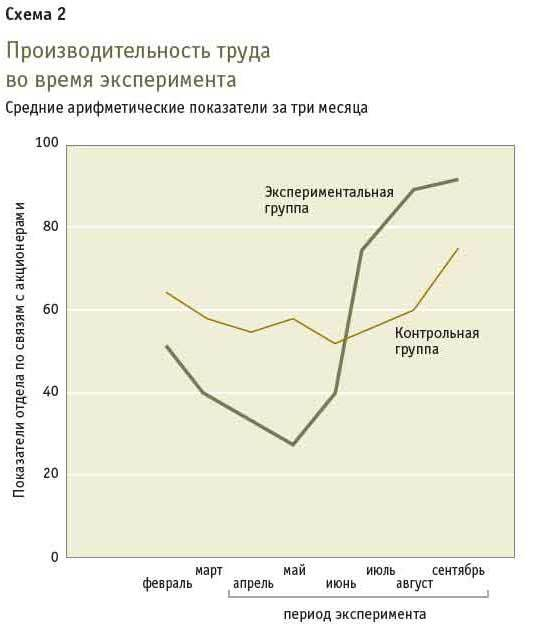 Схема 2
Производительность труда
во время эксперимента
Средние арифметические показатели за три месяца
Показатели отдела по связям с акционерами
100
80
60
40
20
0
Экспериментальная
группа
Контрольная
группа
февраль
март
апрель
май
июнь
июль
август
сентябрь
период эксперимента